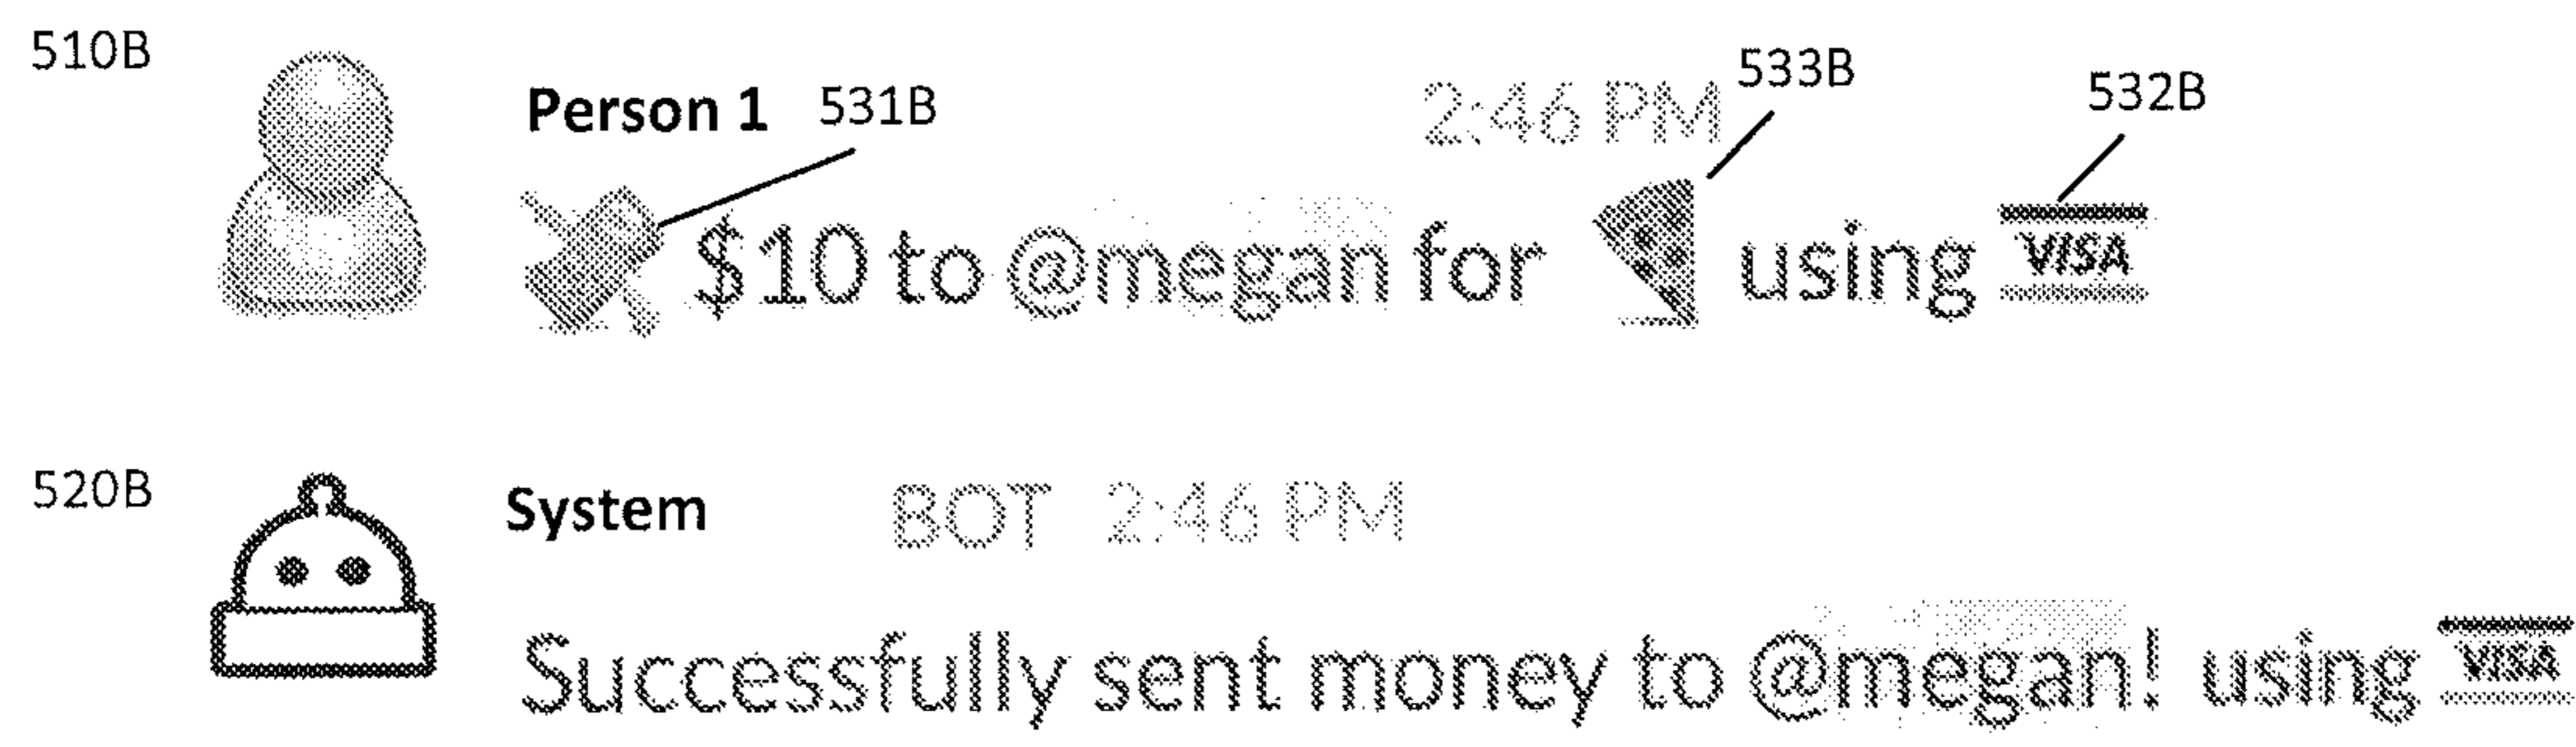 510B
Person 1 531B 2:46 PM 533B 532B
$10 to @megan for using VISA
520B
System BOT 2:46 PM
Successfully sent money to @megan! using VISA